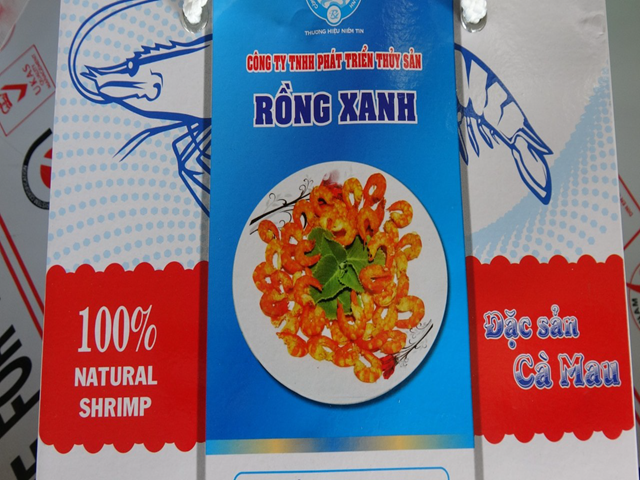 THƯƠNG HIỆU NIỀM TIN
CÔNG TY TNHH PHÁT TRIỂN THỦY SẢN
RỒNG XANH
100%
NATURAL
SHRIMP
Đặc sản
Cà Mau